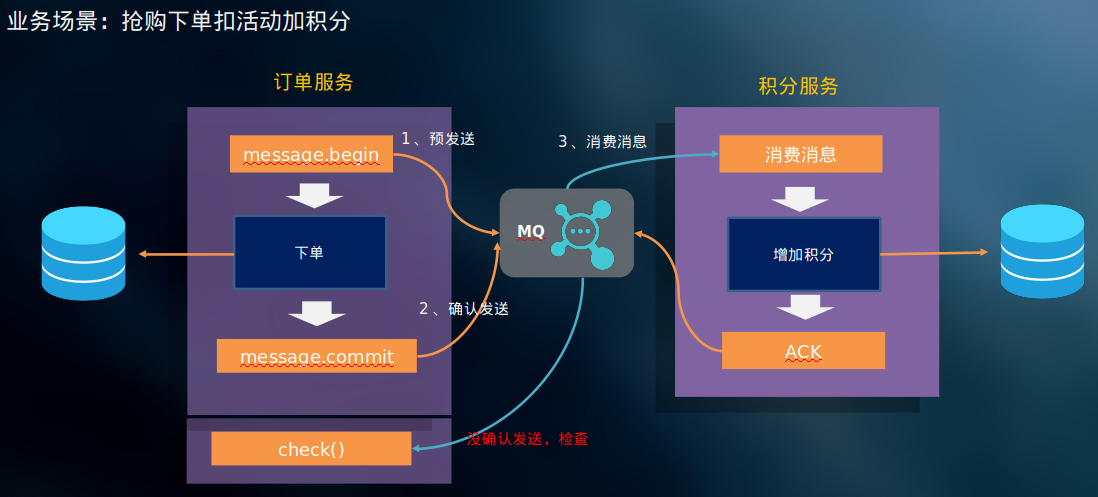 业务场景：抢购下单扣活动加积分
订单服务
积分服务
message.begin
1、预发送
3、消费消息
消费消息
MQ
下单
增加积分
2、确认发送
message.commit
ACK
没确认发送，检查
check()